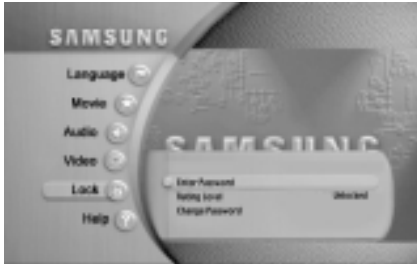 SAMSUNG
Language
Movie
Audio
Video
Lock
Help
SAMSUNG
Enter Password
Rating Level Unlocked
Change Password